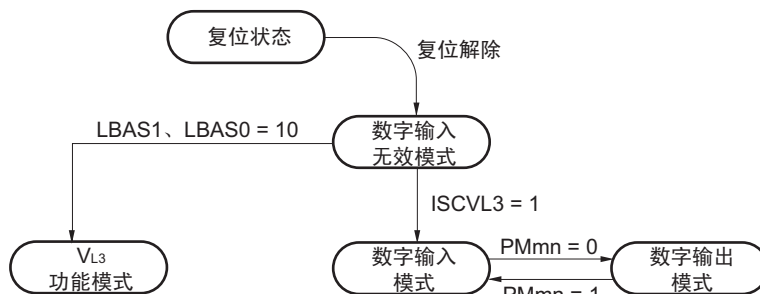 复位状态
复位解除
LBAS1、LBAS0 = 10
数字输入
无效模式
ISCVL3 = 1
VL3
功能模式
数字输入
模式
PMmn = 0
数字输出
模式
PMmn = 1